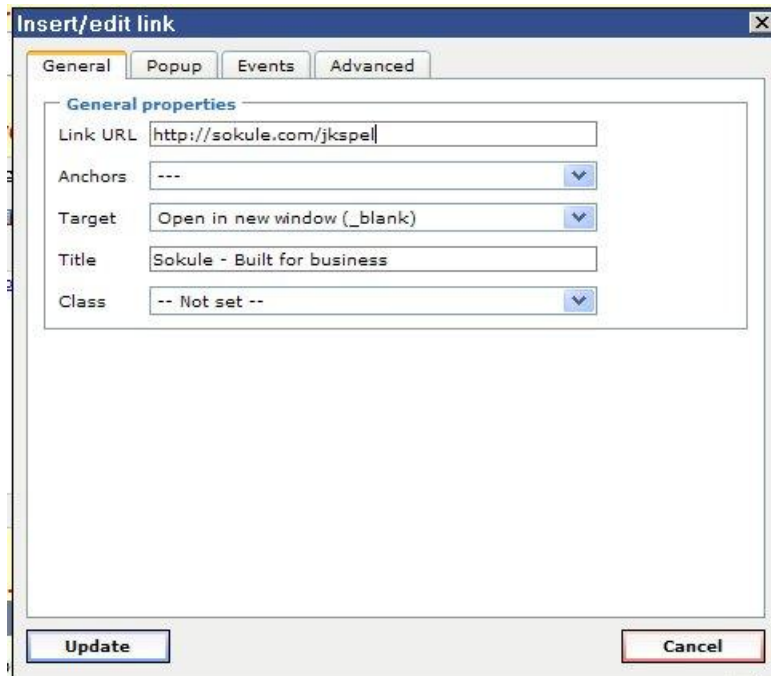 Insert/edit link
General Popup Events Advanced
General properties
Link URL http://sokule.com/jkspel
Anchors ---
Target Open in new window (_blank)
Title Sokule - Built for business
Class -- Not set --
Update Cancel